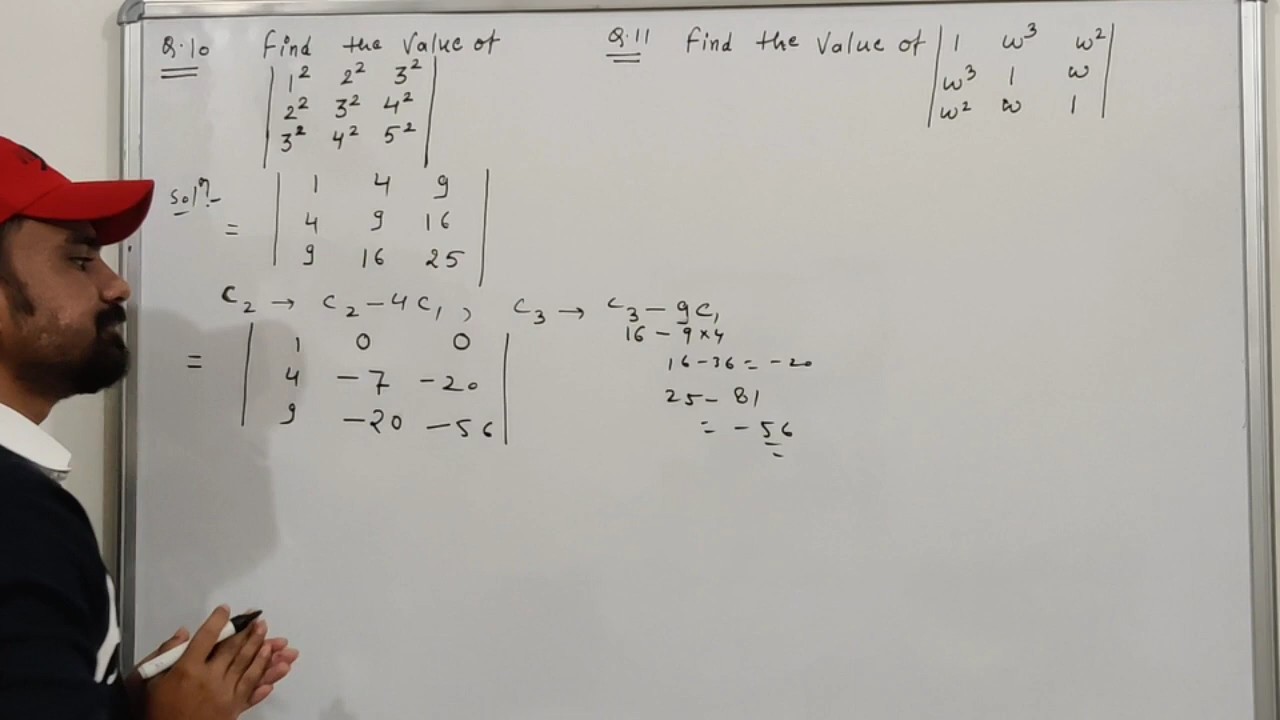 Q.10 Find the Value of
| 1² 2² 3² |
| 2² 3² 4² |
| 3² 4² 5² |
Solⁿ-
= | 1 4 9 |
| 4 9 16 |
| 9 16 25 |
C₂ → C₂ - 4C₁, C₃ → C₃ - 9C₁
16 - 9×4
16 - 36 = -20
25 - 81
= -56
= | 1 0 0 |
| 4 -7 -20 |
| 9 -20 -56 |
Q.11 Find the Value of | 1 ω³ ω² |
| ω³ 1 ω |
| ω² ω 1 |